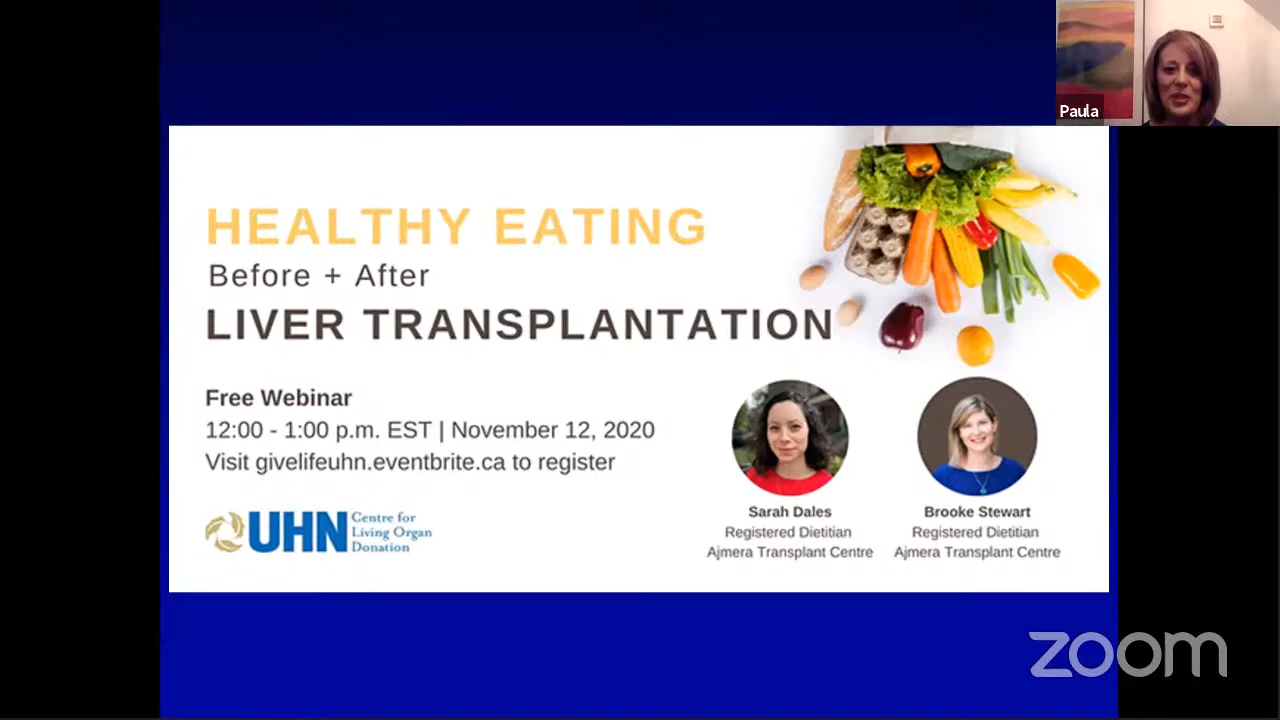 Paula
HEALTHY EATING
Before + After
LIVER TRANSPLANTATION
Free Webinar
12:00 - 1:00 p.m. EST | November 12, 2020
Visit givelifeuhn.eventbrite.ca to register
UHN
Centre for
Living Organ
Donation
Sarah Dales
Registered Dietitian
Ajmera Transplant Centre
Brooke Stewart
Registered Dietitian
Ajmera Transplant Centre
zoom